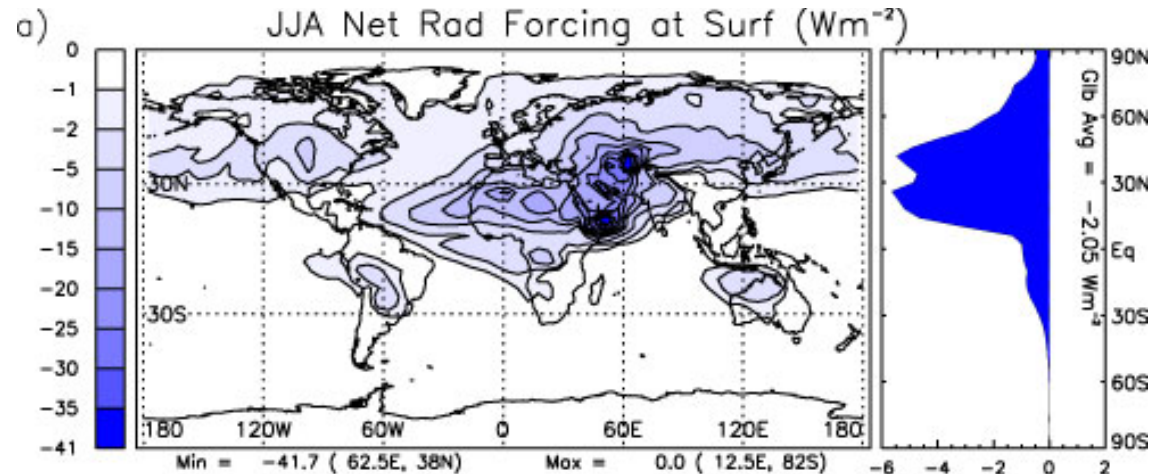 a)
JJA Net Rad Forcing at Surf (Wm⁻²)
0
-1
-2
-5
-10
-15
-20
-25
-30
-35
-41
30N
30S
180 120W 60W 0 60E 120E 180
Min = -41.7 ( 62.5E, 38N) Max = 0.0 ( 12.5E, 82S)
90N
60N
30N
Eq
30S
60S
90S
Glb Avg = -2.05 Wm⁻²
-6 -4 -2 0 2